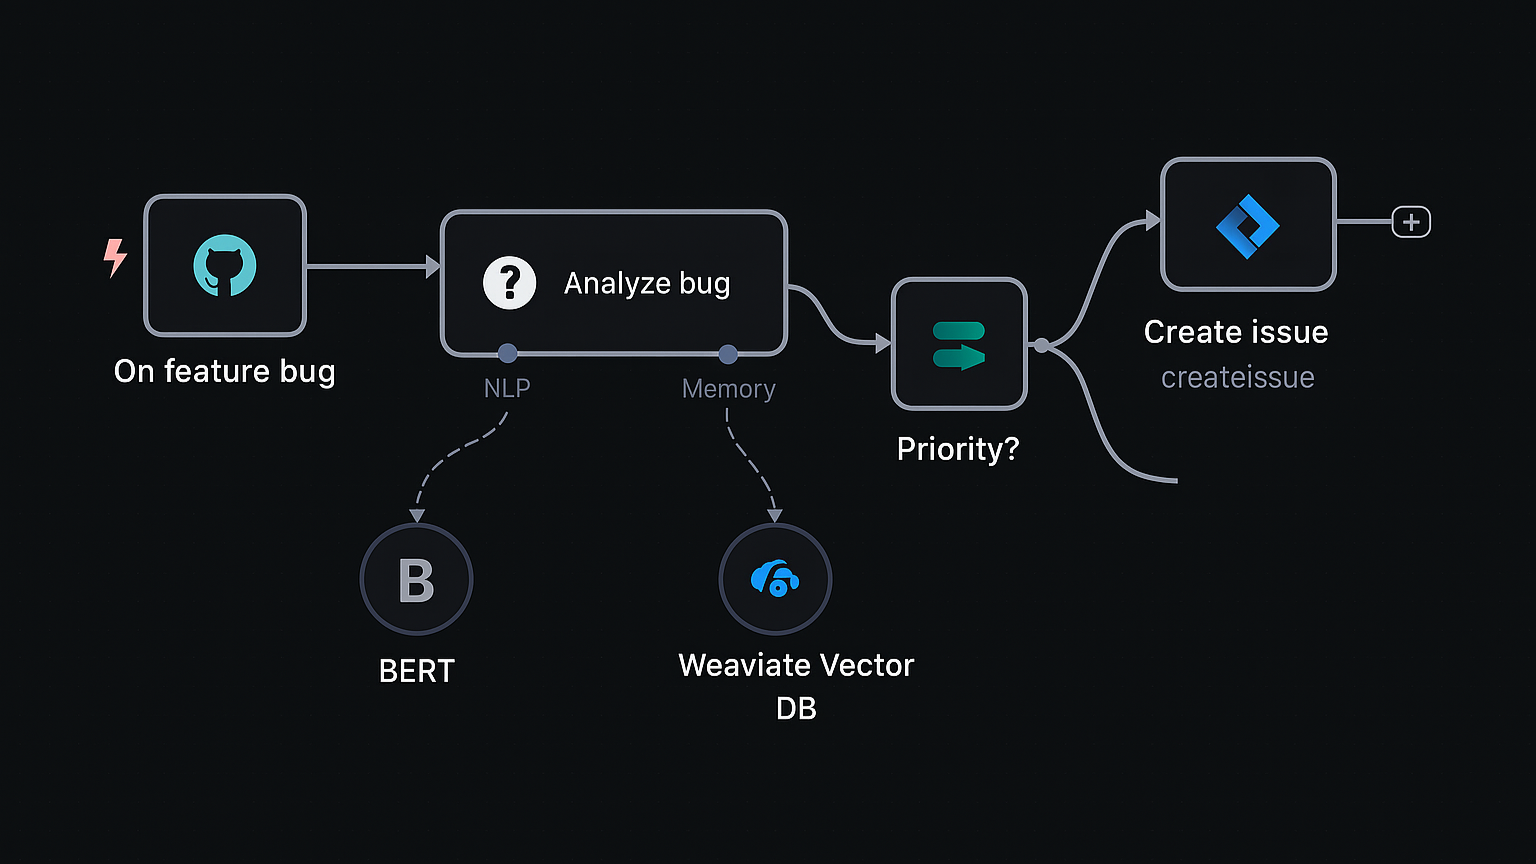 On feature bug
?
Analyze bug
NLP
Memory
Priority?
Create issue
createissue
B
BERT
Weaviate Vector
DB